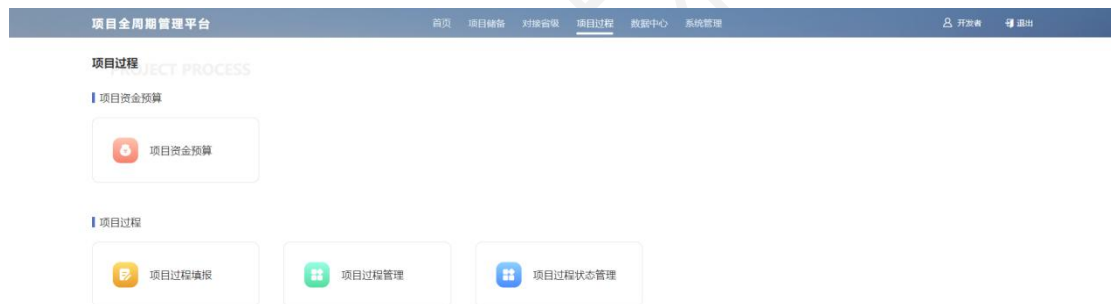 项目全周期管理平台 首页 项目储备 对接省级 项目过程 数据中心 系统管理 开发者 退出
项目过程
PROJECT PROCESS
项目资金预算
项目资金预算
项目过程
项目过程填报 项目过程管理 项目过程状态管理